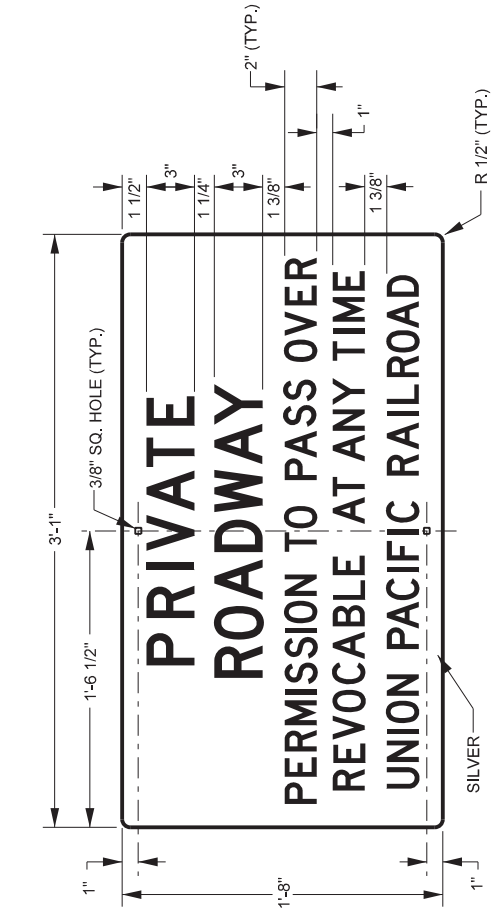 3'-1"
1'-6 1/2"
3/8" SQ. HOLE (TYP.)
1"
1'-8"
1"
PRIVATE
ROADWAY
PERMISSION TO PASS OVER
REVOCABLE AT ANY TIME
UNION PACIFIC RAILROAD
1 1/2"
3"
1 1/4"
3"
1 3/8"
2" (TYP.)
1"
1 3/8"
SILVER
R 1/2" (TYP.)